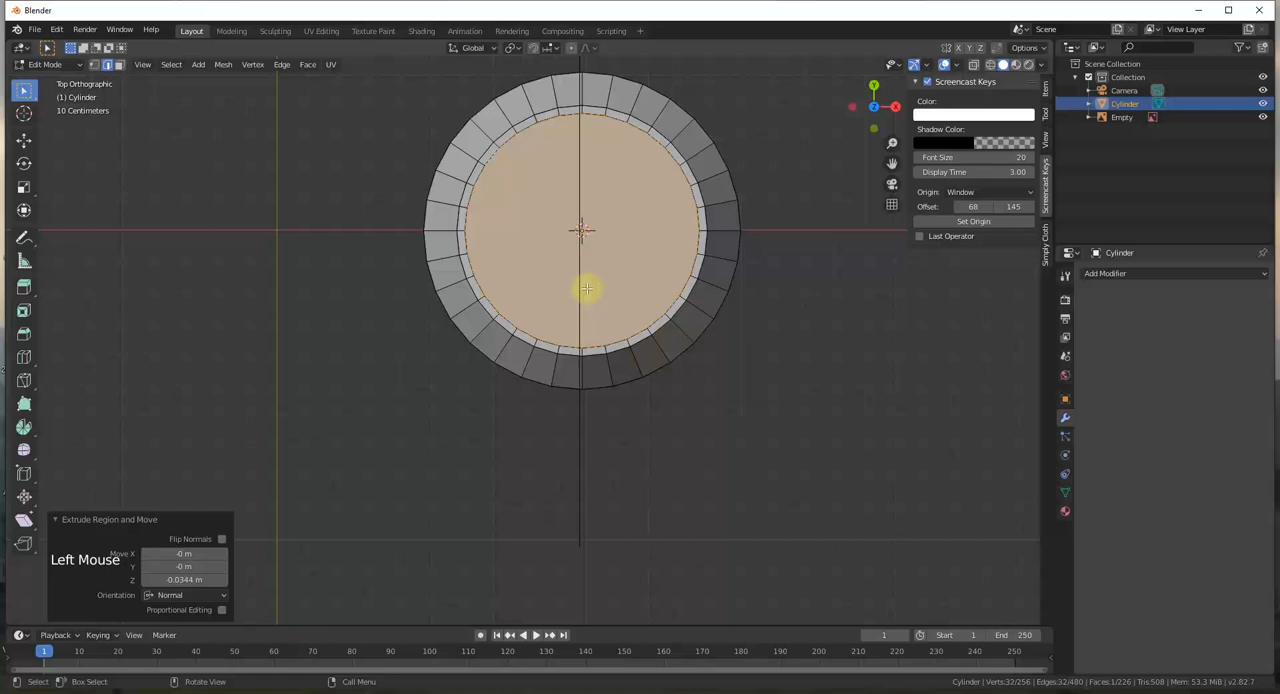 Blender
File Edit Render Window Help Layout Modeling Sculpting UV Editing Texture Paint Shading Animation Rendering Compositing Scripting + Scene View Layer
Global X Y Z Options
Edit Mode View Select Add Mesh Vertex Edge Face UV
Top Orthographic
(1) Cylinder
10 Centimeters
Y
Z X
Screencast Keys
Color:
Shadow Color:
Font Size 20
Display Time 3.00
Origin: Window
Offset: 68 145
Set Origin
Last Operator
Item
Tool
View
Screencast Keys
Simply Cloth
Scene Collection
Collection
Camera
Cylinder
Empty
Cylinder
Add Modifier
Extrude Region and Move
Flip Normals
Left Mouse
Move X -0 m
Y -0 m
Z -0.0344 m
Orientation Normal
Proportional Editing
Playback Keying View Marker 1 Start 1 End 250
1 10 20 30 40 50 60 70 80 90 100 110 120 130 140 150 160 170 180 190 200 210 220 230 240 250
Select Box Select Rotate View Call Menu Cylinder | Verts:32/256 | Edges:32/480 | Faces:1/226 | Tris:508 | Mem: 53.3 MiB | v2.82.7